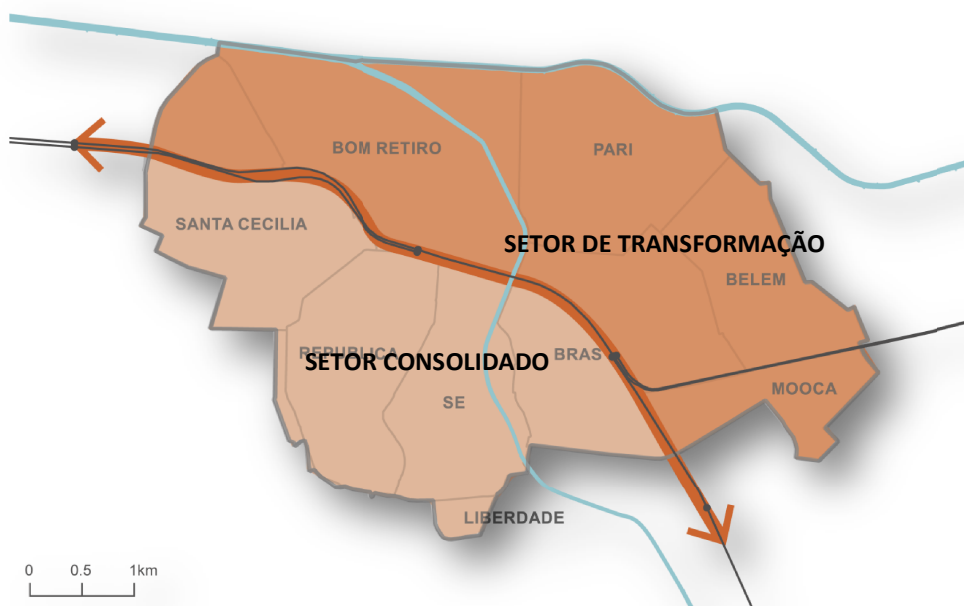 BOM RETIRO
PARI
SANTA CECILIA
SETOR DE TRANSFORMAÇÃO
BELEM
REPUBLICA
SETOR CONSOLIDADO
BRAS
MOOCA
SE
LIBERDADE
0 0.5 1km